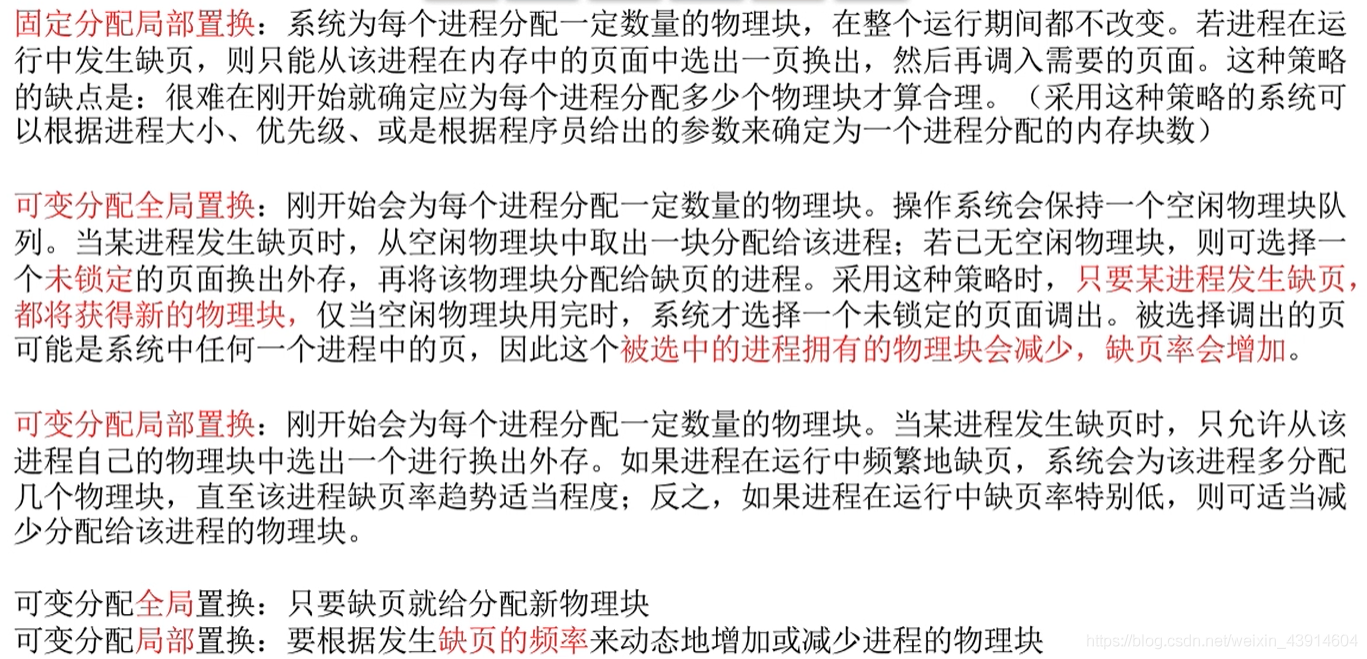 固定分配局部置换：系统为每个进程分配一定数量的物理块，在整个运行期间都不改变。若进程在运
行中发生缺页，则只能从该进程在内存中的页面中选出一页换出，然后再调入需要的页面。这种策略
的缺点是：很难在刚开始就确定应为每个进程分配多少个物理块才算合理。（采用这种策略的系统可
以根据进程大小、优先级、或是根据程序员给出的参数来确定为一个进程分配的内存块数）
可变分配全局置换：刚开始会为每个进程分配一定数量的物理块。操作系统会保持一个空闲物理块队
列。当某进程发生缺页时，从空闲物理块中取出一块分配给该进程；若已无空闲物理块，则可选择一
个未锁定的页面换出外存，再将该物理块分配给缺页的进程。采用这种策略时，只要某进程发生缺页，
都将获得新的物理块，仅当空闲物理块用完时，系统才选择一个未锁定的页面调出。被选择调出的页
可能是系统中任何一个进程中的页，因此这个被选中的进程拥有的物理块会减少，缺页率会增加。
可变分配局部置换：刚开始会为每个进程分配一定数量的物理块。当某进程发生缺页时，只允许从该
进程自己的物理块中选出一个进行换出外存。如果进程在运行中频繁地缺页，系统会为该进程多分配
几个物理块，直至该进程缺页率趋势适当程度；反之，如果进程在运行中缺页率特别低，则可适当减
少分配给该进程的物理块。
可变分配全局置换：只要缺页就给分配新物理块
可变分配局部置换：要根据发生缺页的频率来动态地增加或减少进程的物理块
https://blog.csdn.net/weixin_43914604